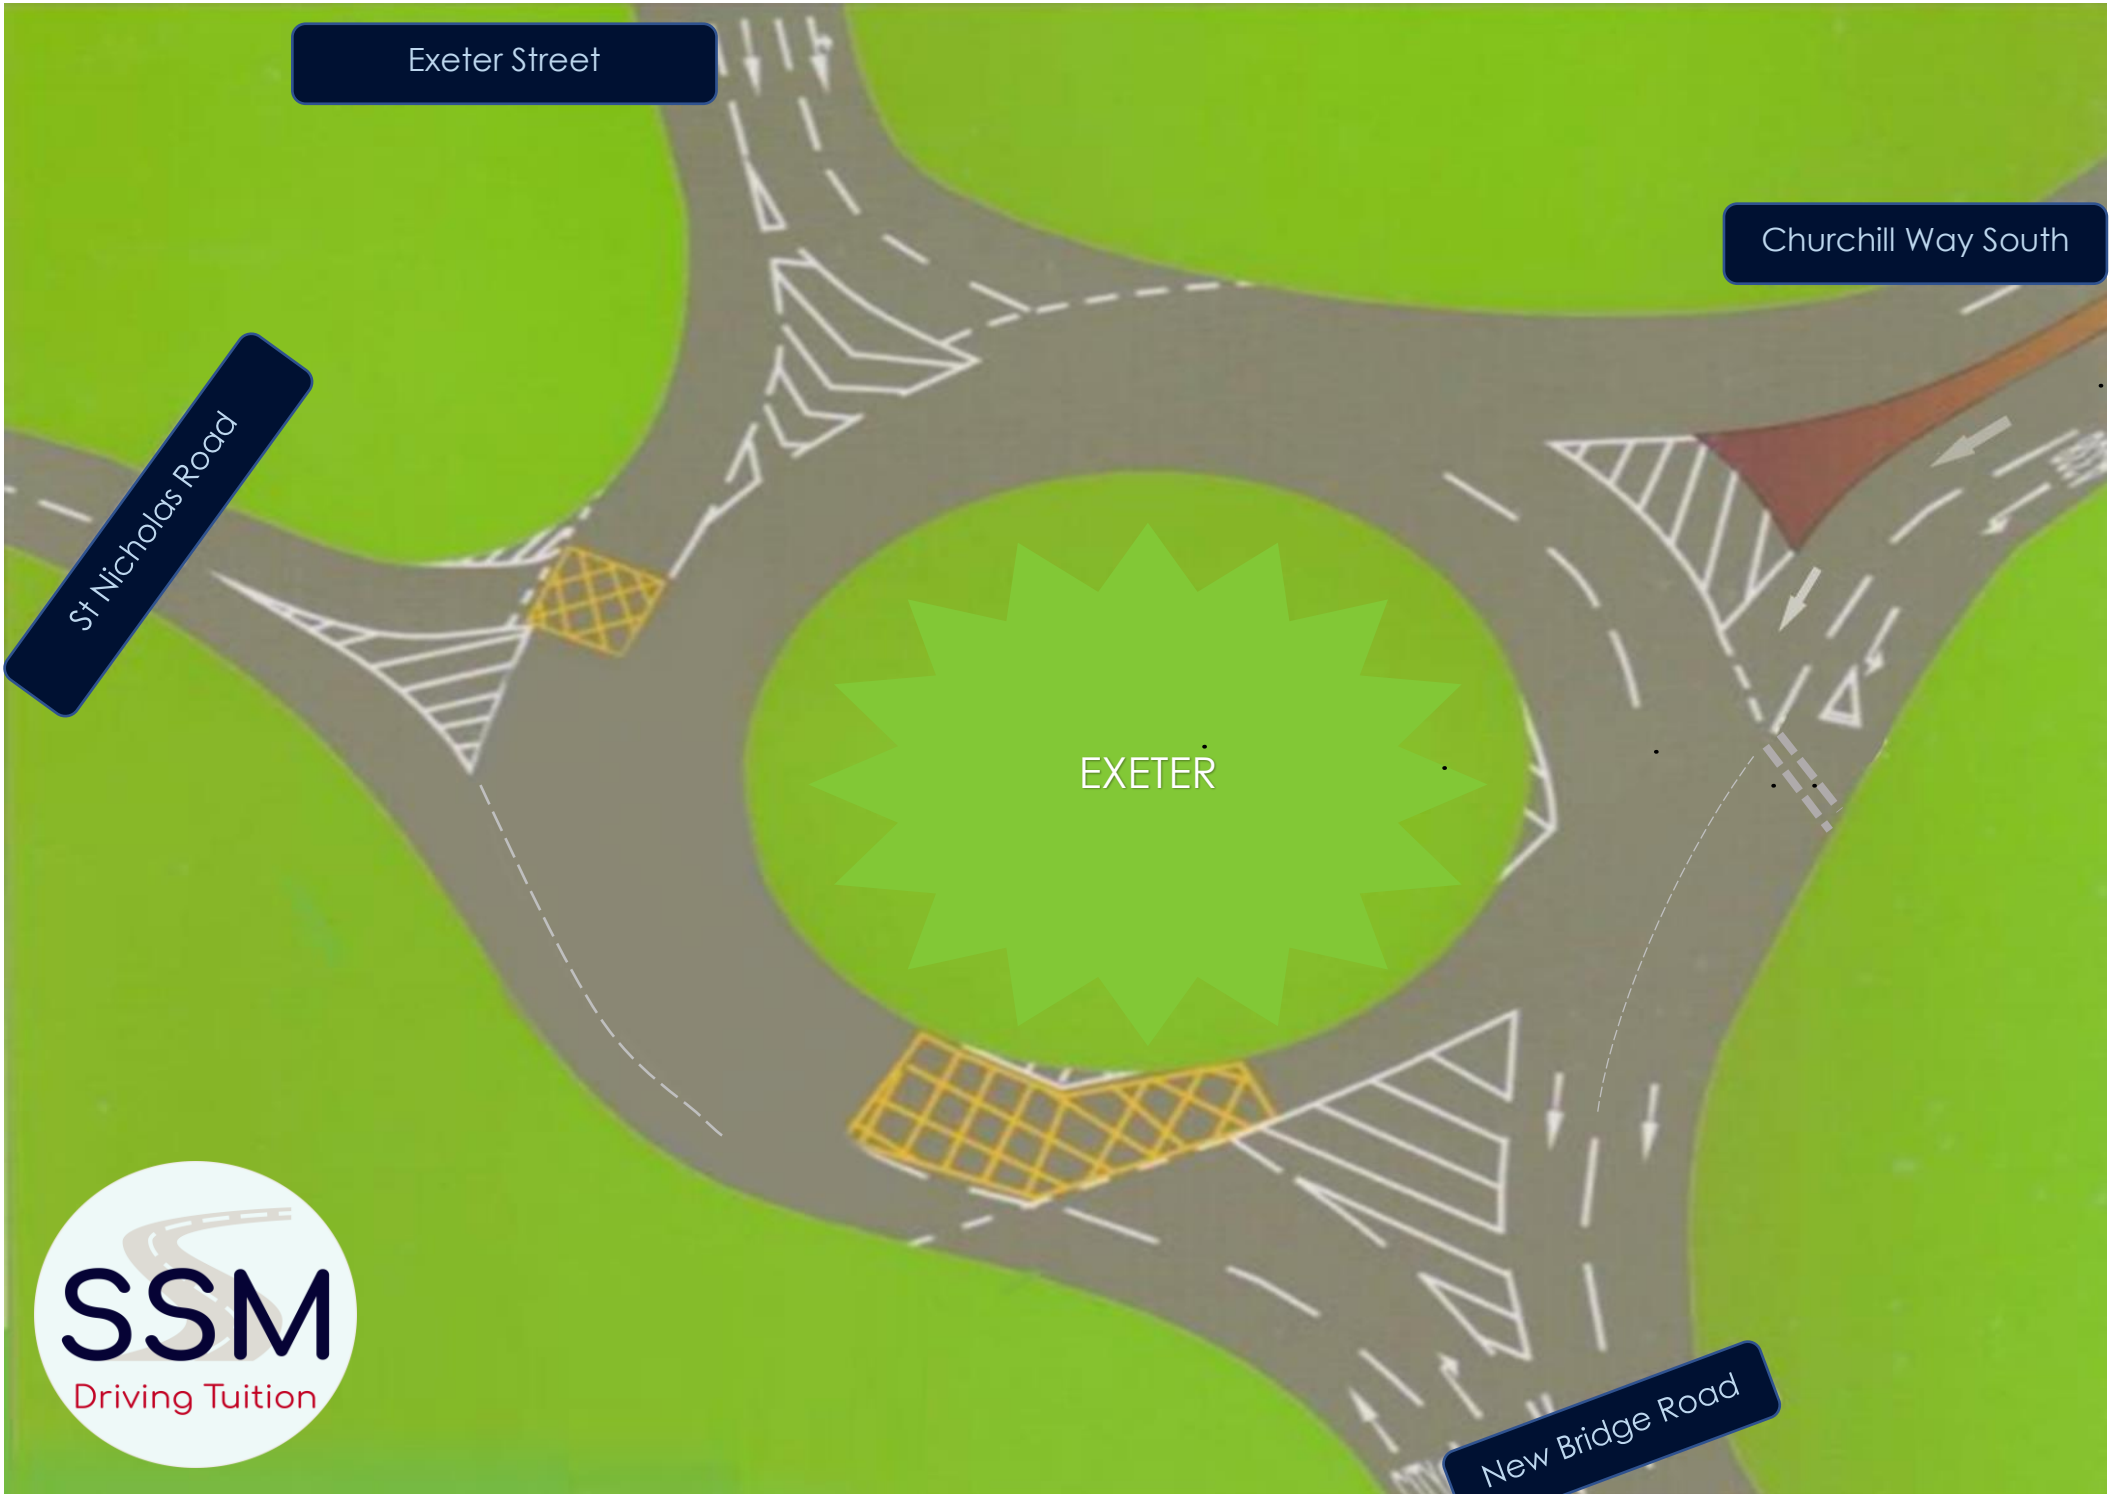 Exeter Street
Churchill Way South
St Nicholas Road
EXETER
SSM
Driving Tuition
New Bridge Road